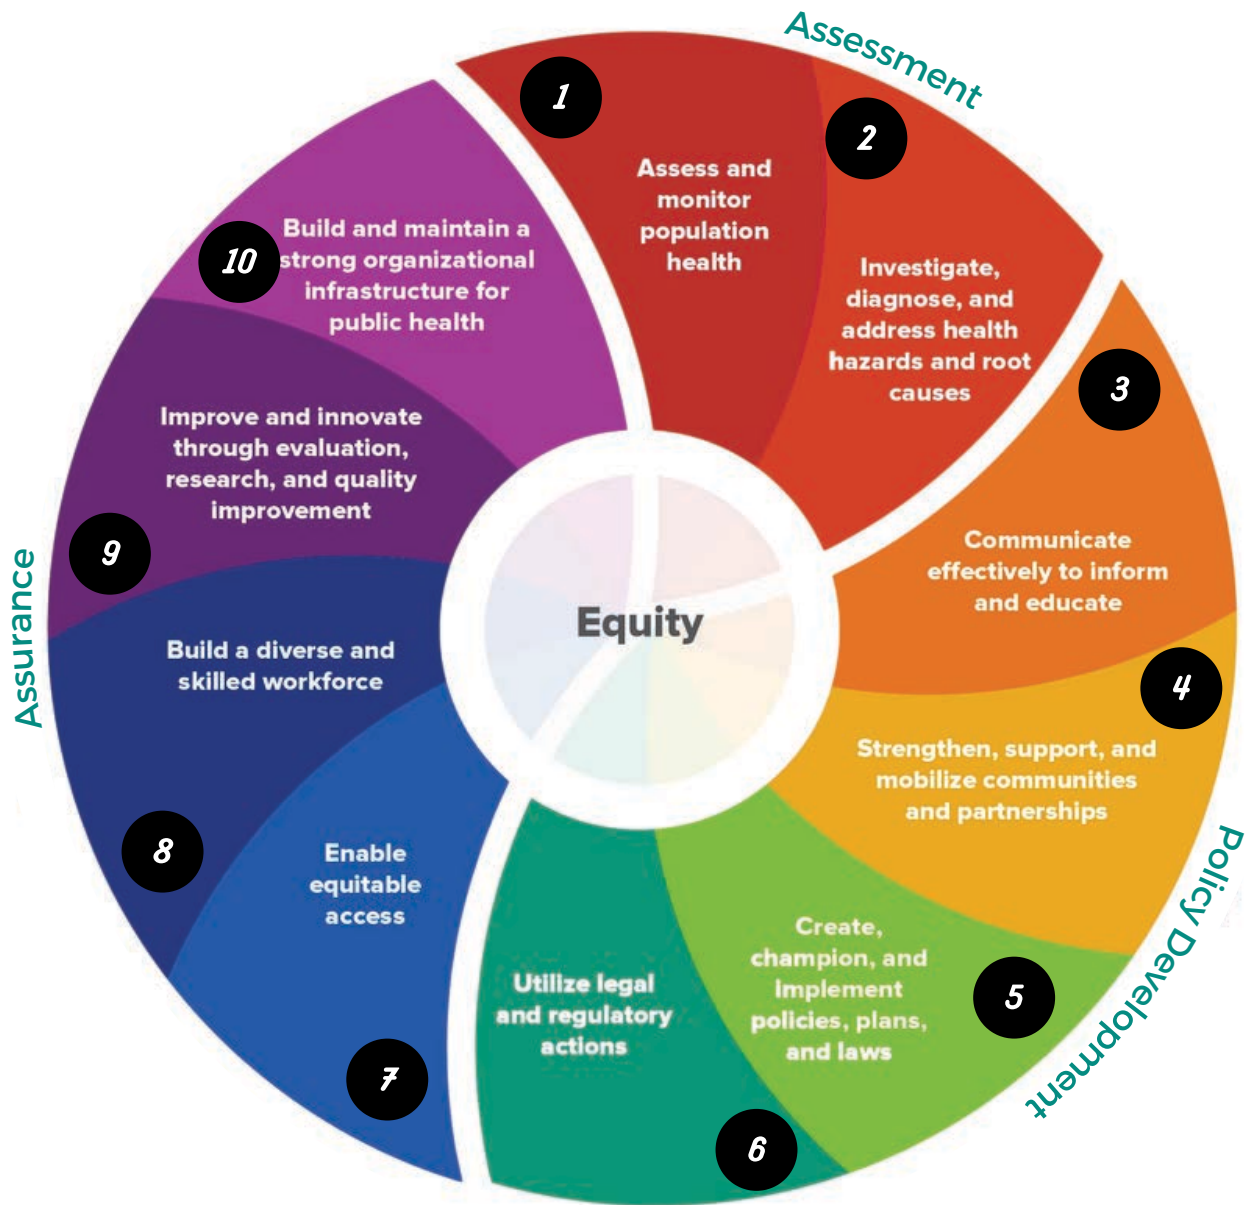 Assessment
1
Assess and
monitor
population
health
2
Investigate,
diagnose, and
address health
hazards and root
causes
3
Communicate
effectively to inform
and educate
4
Strengthen, support, and
mobilize communities
and partnerships
Policy Development
5
Create,
champion, and
implement
policies, plans,
and laws
6
Utilize legal
and regulatory
actions
7
Enable
equitable
access
8
Build a diverse and
skilled workforce
Assurance
9
Improve and innovate
through evaluation,
research, and quality
improvement
10
Build and maintain a
strong organizational
infrastructure for
public health
Equity